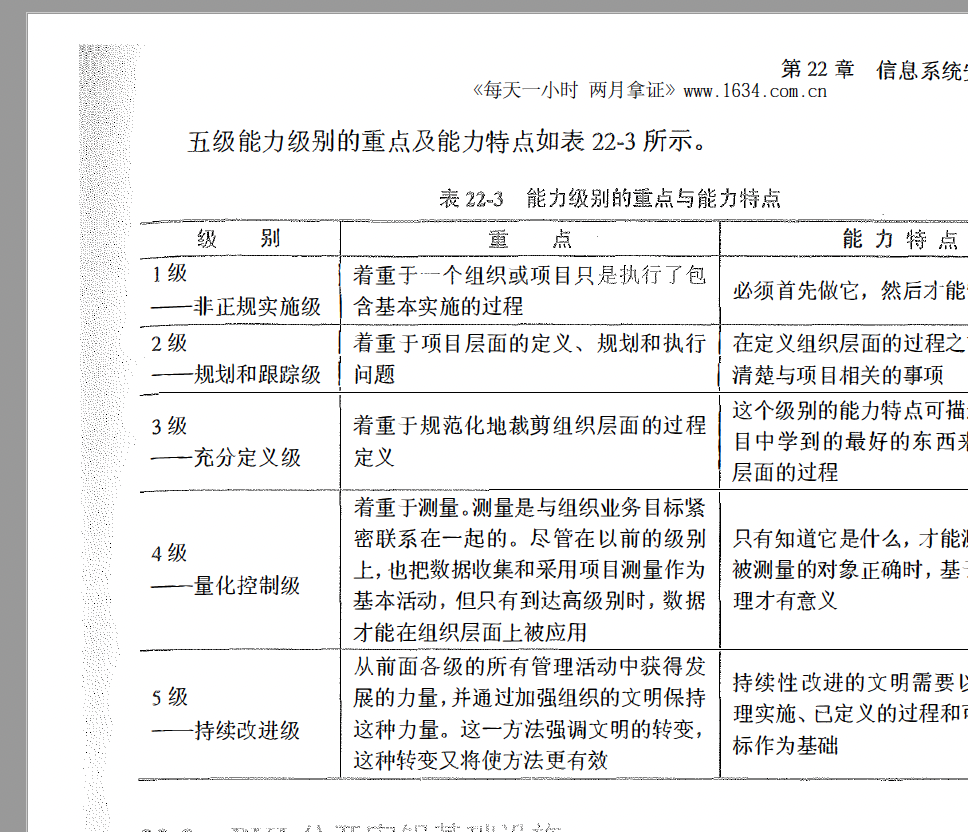 第 22 章 信息系统安
《每天一小时 两月拿证》www.1634.com.cn
五级能力级别的重点及能力特点如表 22-3 所示。
表 22-3 能力级别的重点与能力特点
级 别 重 点 能 力 特 点
1 级
——非正规实施级
着重于一个组织或项目只是执行了包
含基本实施的过程
必须首先做它，然后才能
2 级
——规划和跟踪级
着重于项目层面的定义、规划和执行
问题
在定义组织层面的过程之
清楚与项目相关的事项
3 级
——充分定义级
着重于规范化地裁剪组织层面的过程
定义
这个级别的能力特点可描
目中学到的最好的东西来
层面的过程
4 级
——量化控制级
着重于测量。测量是与组织业务目标紧
密联系在一起的。尽管在以前的级别
上，也把数据收集和采用项目测量作为
基本活动，但只有到达高级别时，数据
才能在组织层面上被应用
只有知道它是什么，才能测
被测量的对象正确时，基于
理才有意义
5 级
——持续改进级
从前面各级的所有管理活动中获得发
展的力量，并通过加强组织的文明保持
这种力量。这一方法强调文明的转变，
这种转变又将使方法更有效
持续性改进的文明需要以
理实施、已定义的过程和可
标作为基础